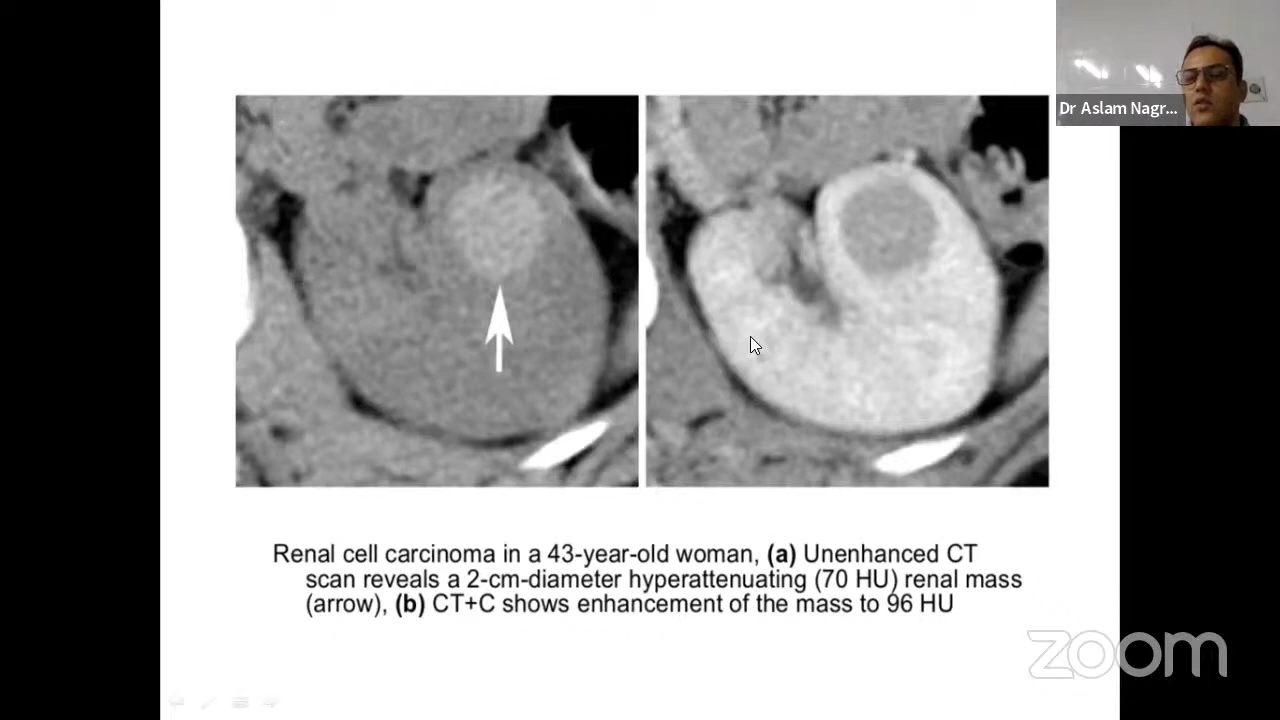 Dr Aslam Nagr...
Renal cell carcinoma in a 43-year-old woman, (a) Unenhanced CT
scan reveals a 2-cm-diameter hyperattenuating (70 HU) renal mass
(arrow), (b) CT+C shows enhancement of the mass to 96 HU
zoom